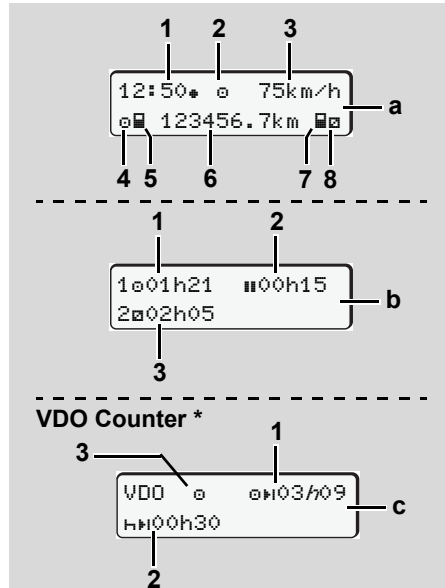 1 2 3
12:50● ⊙ 75km/h
a
⊙ 123456.7km
4 5 6 7 8
1 2
1⊙01h21 00h15
b
2⧄02h05
3
VDO Counter *
3 1
VDO ⊙ ⊙03h09
c
00h30
2